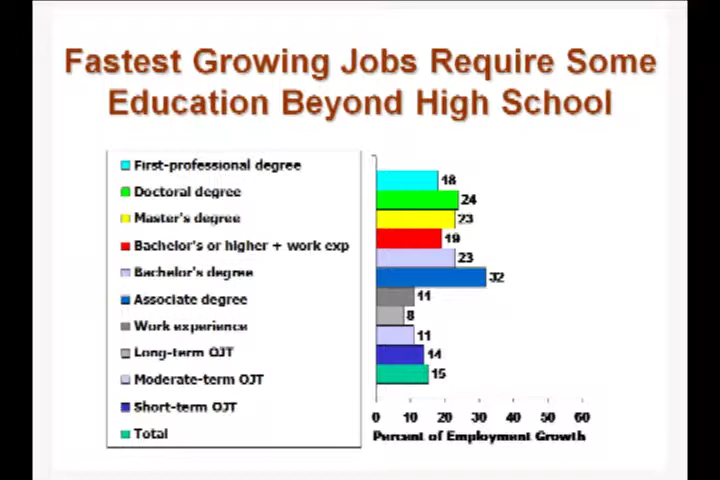 Fastest Growing Jobs Require Some
Education Beyond High School
First-professional degree
Doctoral degree
Master's degree
Bachelor's or higher + work exp
Bachelor's degree
Associate degree
Work experience
Long-term OJT
Moderate-term OJT
Short-term OJT
Total
18
24
23
19
23
32
11
8
11
14
15
0 10 20 30 40 50 60
Percent of Employment Growth